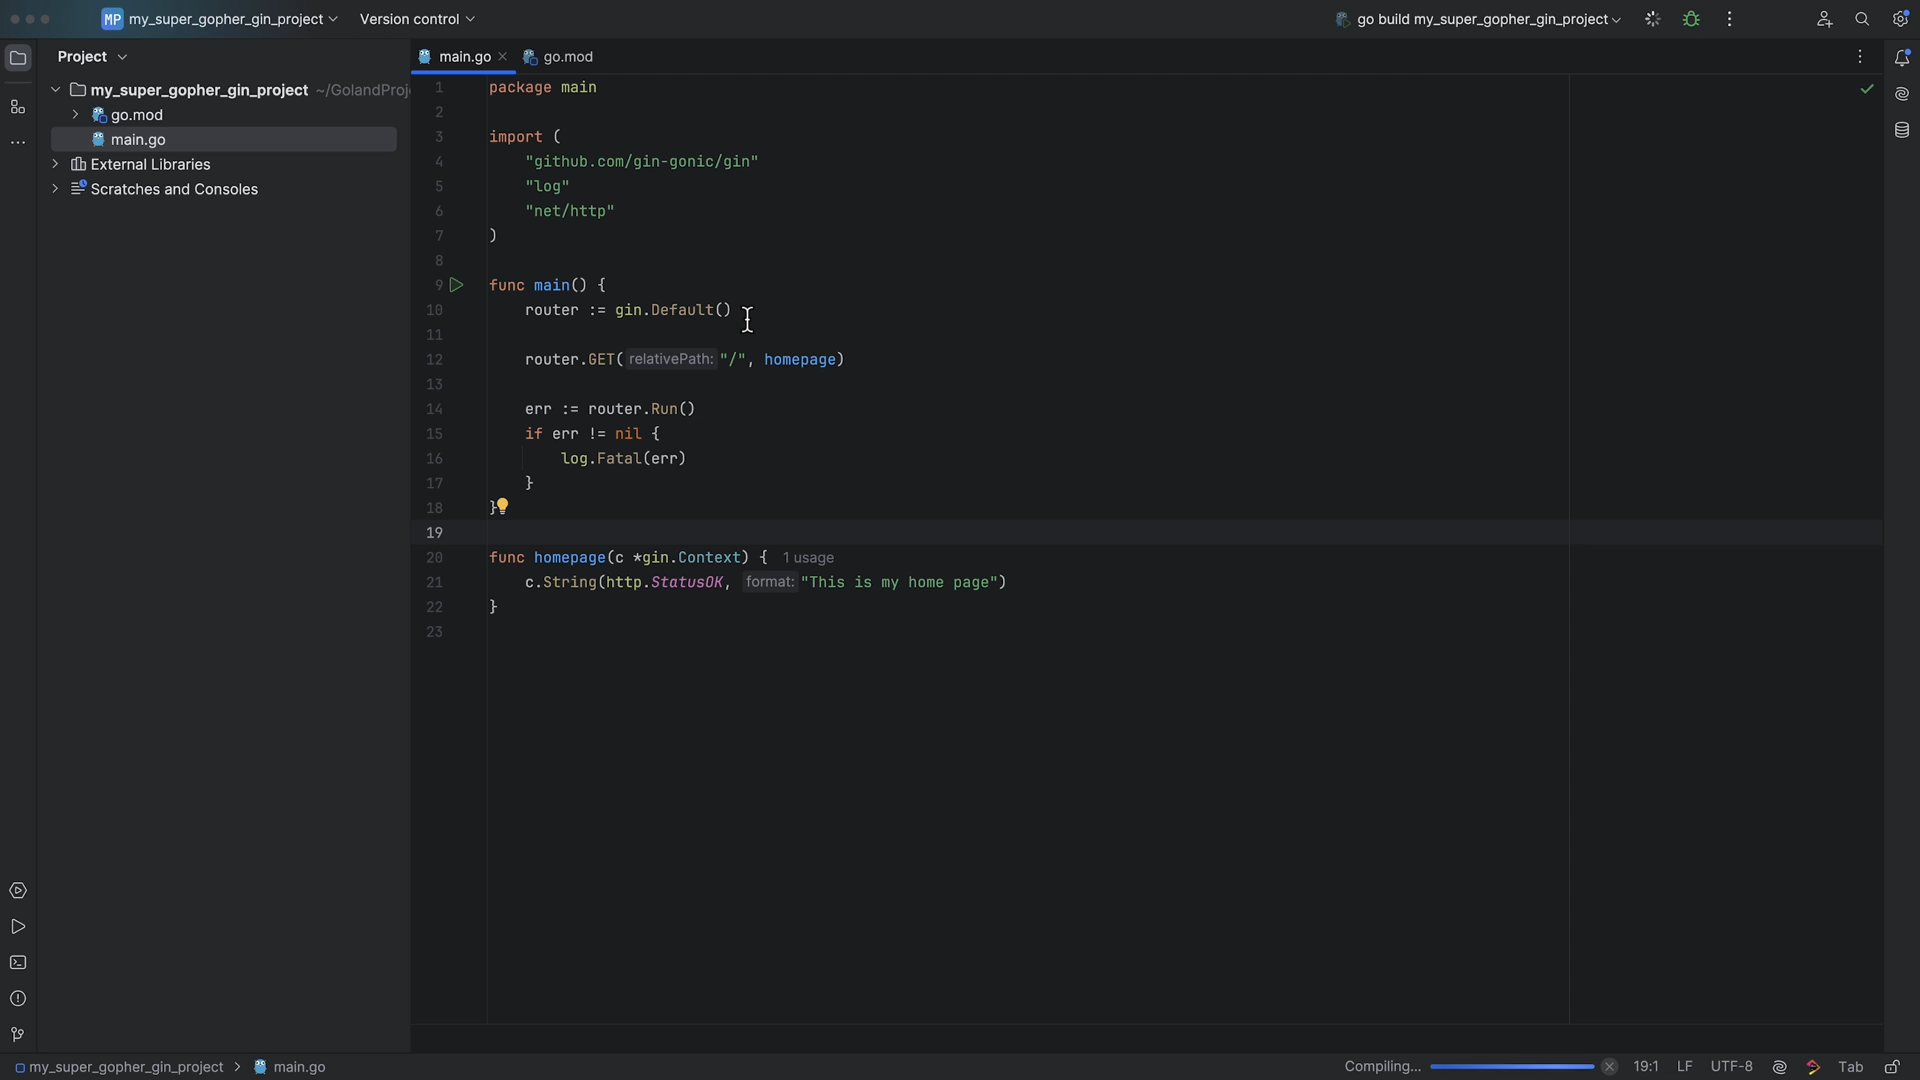 MP my_super_gopher_gin_project Version control go build my_super_gopher_gin_project
Project
main.go go.mod
my_super_gopher_gin_project ~/GolandProj
go.mod
main.go
External Libraries
Scratches and Consoles
1 package main
2
3 import (
4 "github.com/gin-gonic/gin"
5 "log"
6 "net/http"
7 )
8
9 func main() {
10 router := gin.Default()
11
12 router.GET( relativePath: "/", homepage)
13
14 err := router.Run()
15 if err != nil {
16 log.Fatal(err)
17 }
18 }
19
20 func homepage(c *gin.Context) { 1 usage
21 c.String(http.StatusOK, format: "This is my home page")
22 }
23
my_super_gopher_gin_project > main.go Compiling... 19:1 LF UTF-8 Tab